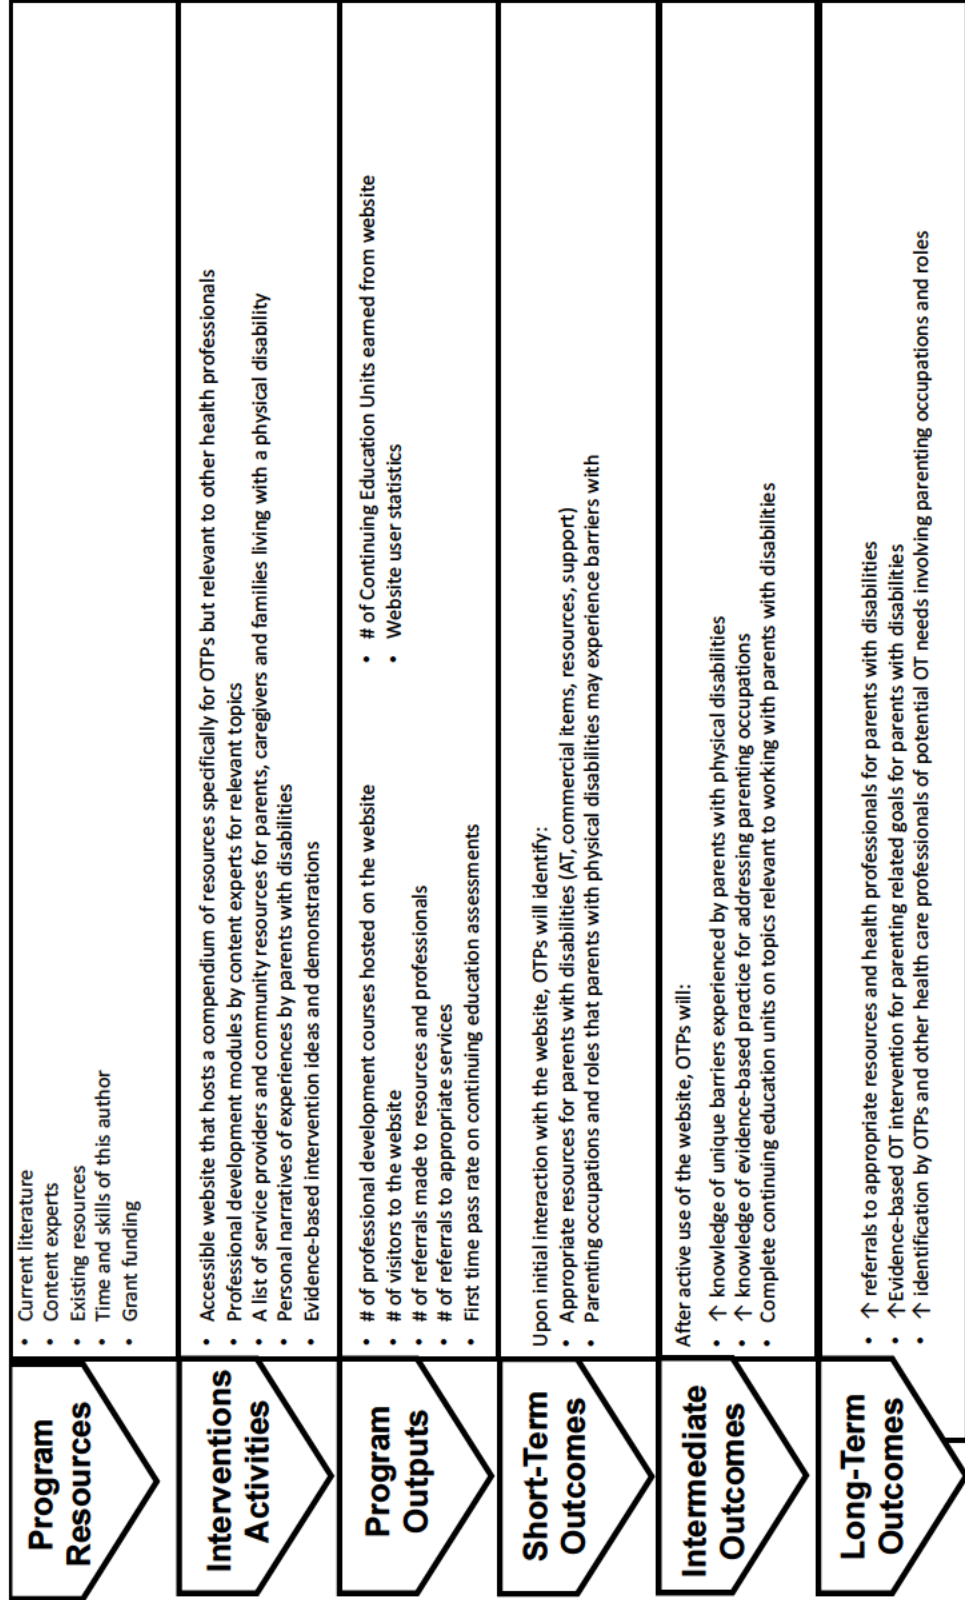 Program
Resources
• Current literature
• Content experts
• Existing resources
• Time and skills of this author
• Grant funding
Interventions
Activities
• Accessible website that hosts a compendium of resources specifically for OTPs but relevant to other health professionals
• Professional development modules by content experts for relevant topics
• A list of service providers and community resources for parents, caregivers and families living with a physical disability
• Personal narratives of experiences by parents with disabilities
• Evidence-based intervention ideas and demonstrations
Program
Outputs
• # of professional development courses hosted on the website
• # of visitors to the website
• # of referrals made to resources and professionals
• # of referrals to appropriate services
• First time pass rate on continuing education assessments
• # of Continuing Education Units earned from website
• Website user statistics
Short-Term
Outcomes
Upon initial interaction with the website, OTPs will identify:
• Appropriate resources for parents with disabilities (AT, commercial items, resources, support)
• Parenting occupations and roles that parents with physical disabilities may experience barriers with
Intermediate
Outcomes
After active use of the website, OTPs will:
• ↑ knowledge of unique barriers experienced by parents with physical disabilities
• ↑ knowledge of evidence-based practice for addressing parenting occupations
• Complete continuing education units on topics relevant to working with parents with disabilities
Long-Term
Outcomes
• ↑ referrals to appropriate resources and health professionals for parents with disabilities
• ↑Evidence-based OT intervention for parenting related goals for parents with disabilities
• ↑ identification by OTPs and other health care professionals of potential OT needs involving parenting occupations and roles